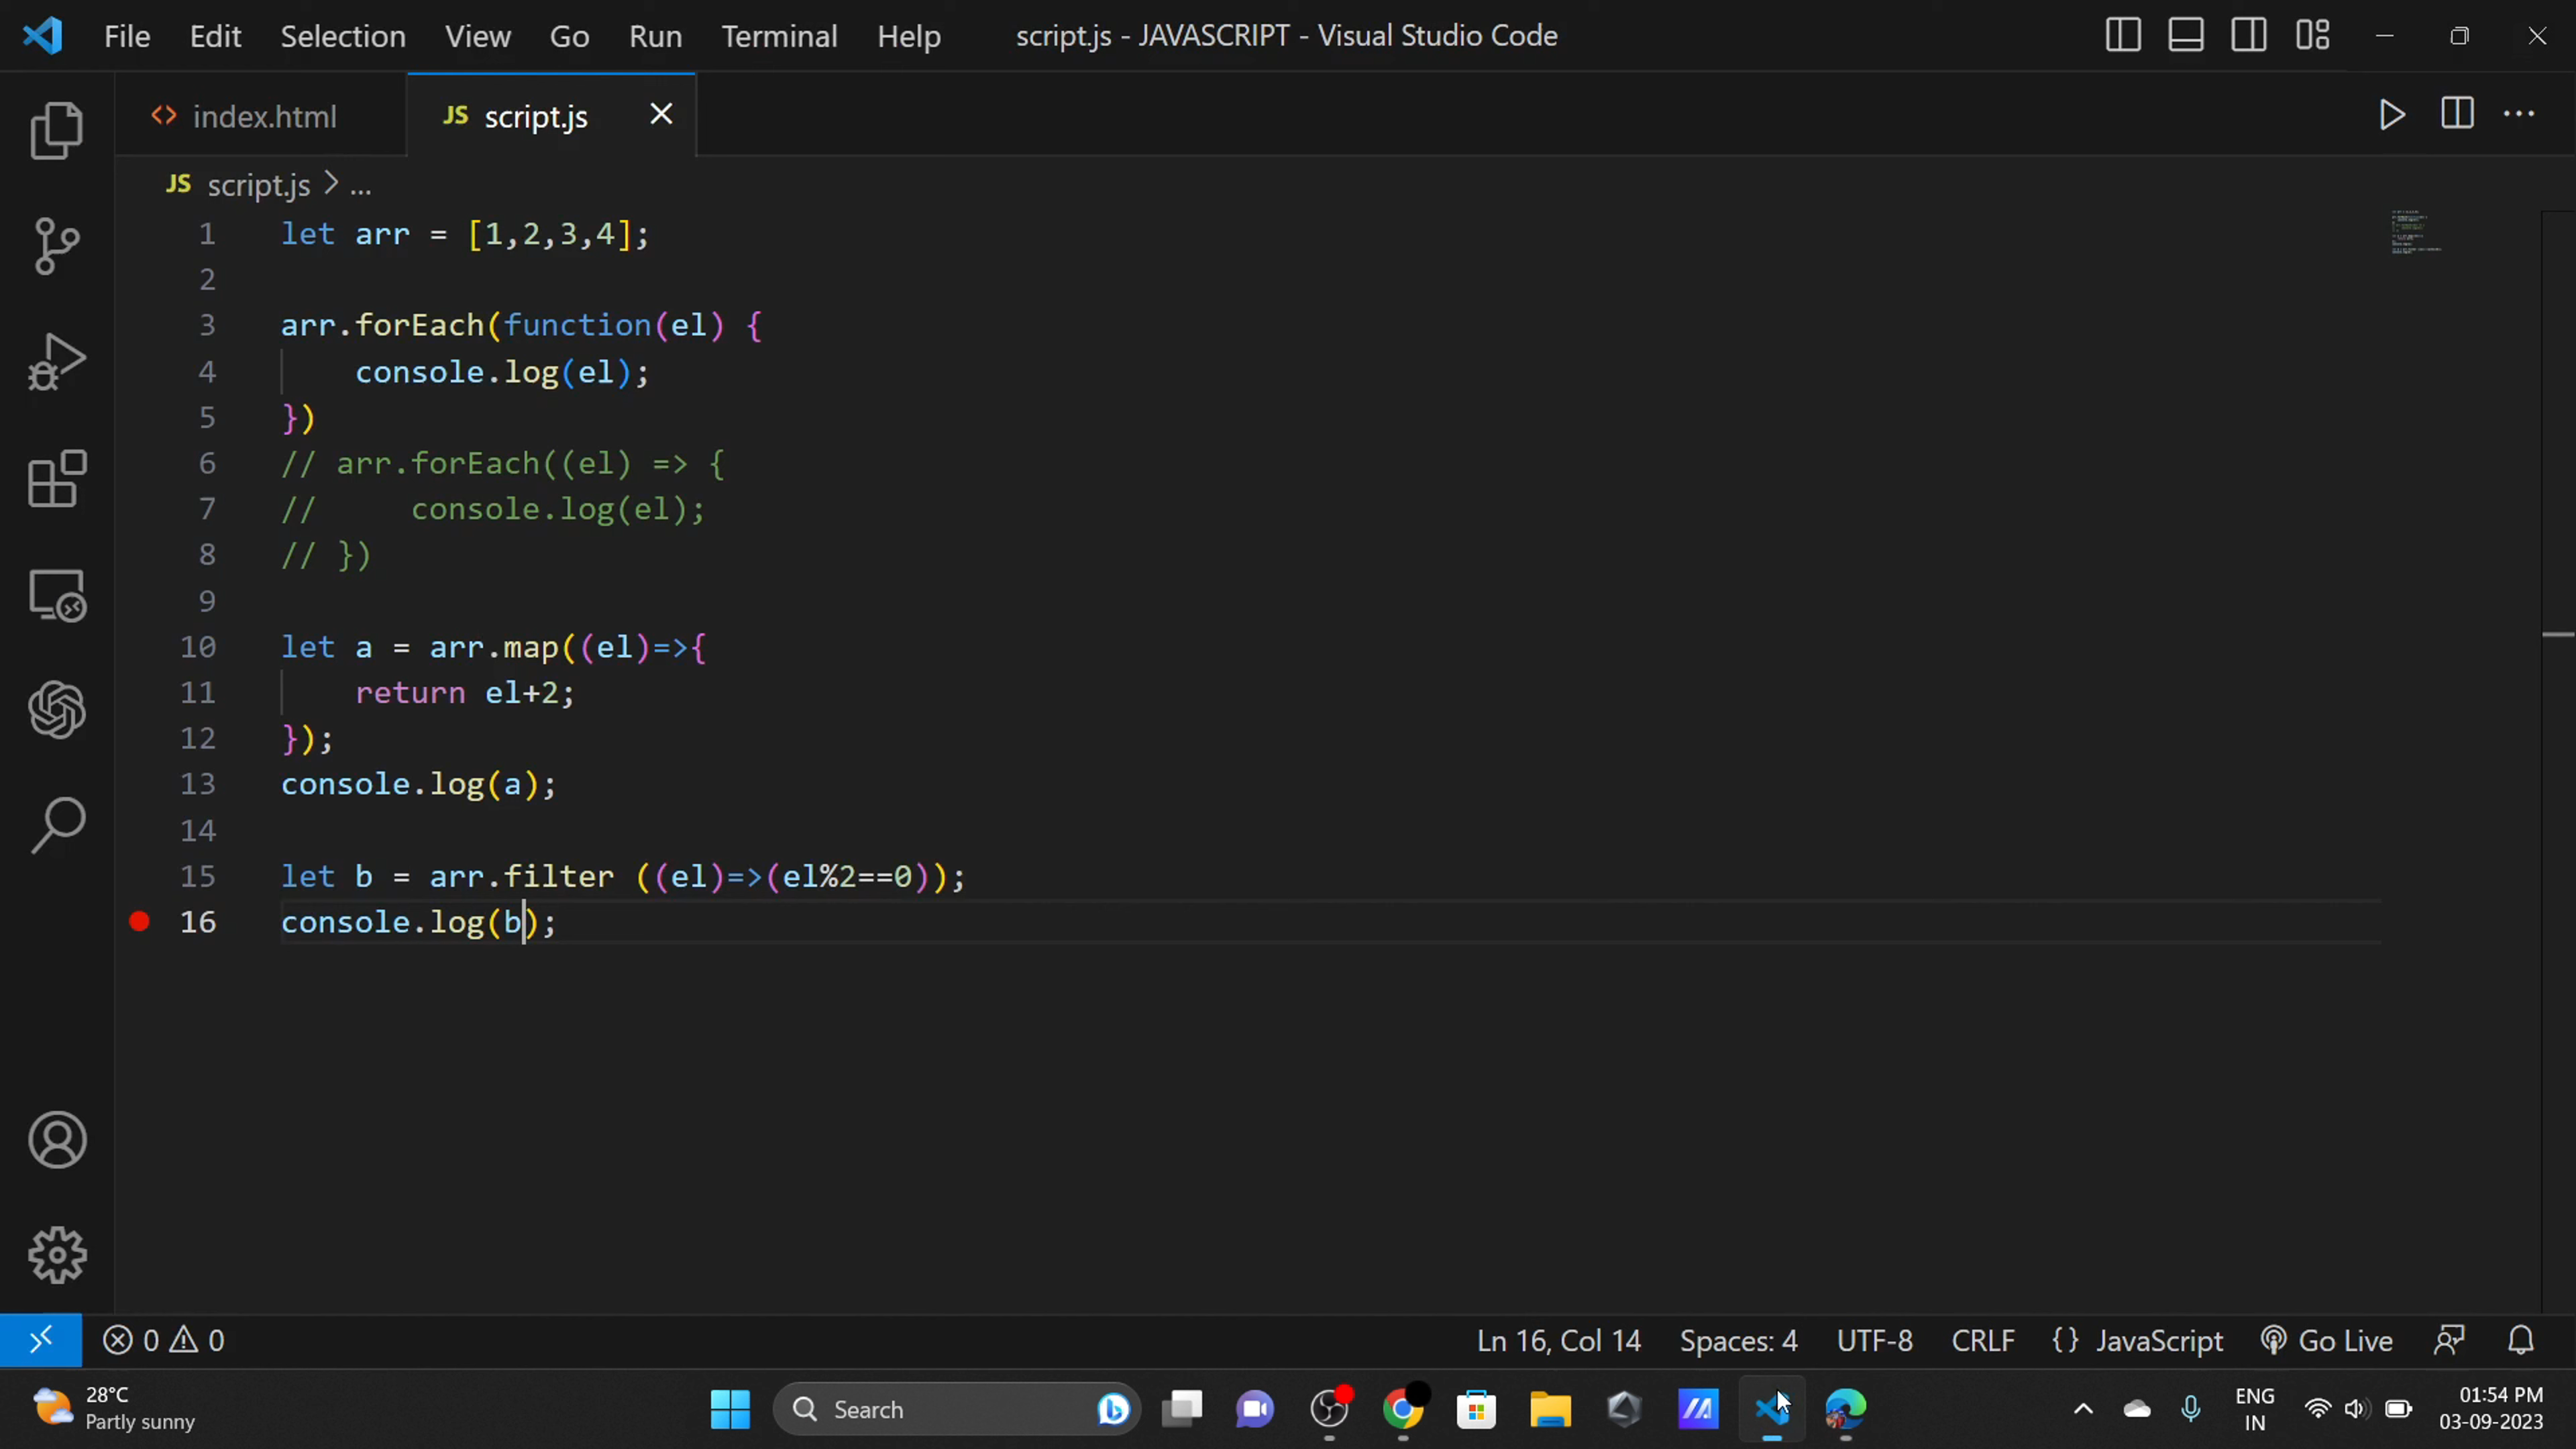 File Edit Selection View Go Run Terminal Help script.js - JAVASCRIPT - Visual Studio Code
<> index.html JS script.js
JS script.js > ...
1 let arr = [1,2,3,4];
2
3 arr.forEach(function(el) {
4 console.log(el);
5 })
6 // arr.forEach((el) => {
7 // console.log(el);
8 // })
9
10 let a = arr.map((el)=>{
11 return el+2;
12 });
13 console.log(a);
14
15 let b = arr.filter ((el)=>(el%2==0));
16 console.log(b);
0 0 Ln 16, Col 14 Spaces: 4 UTF-8 CRLF {} JavaScript Go Live
28°C
Partly sunny
Search
ENG
IN
01:54 PM
03-09-2023